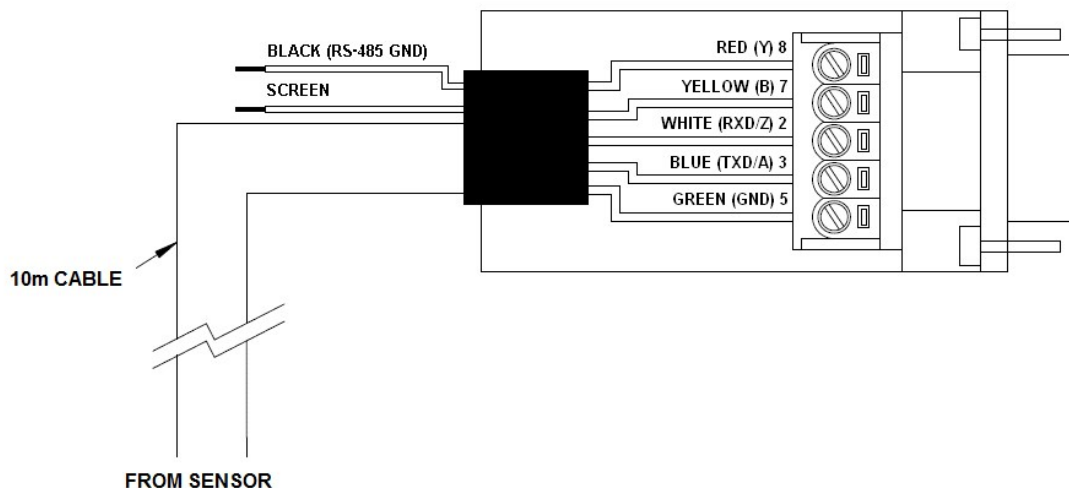 BLACK (RS-485 GND)
SCREEN
RED (Y) 8
YELLOW (B) 7
WHITE (RXD/Z) 2
BLUE (TXD/A) 3
GREEN (GND) 5
10m CABLE
FROM SENSOR